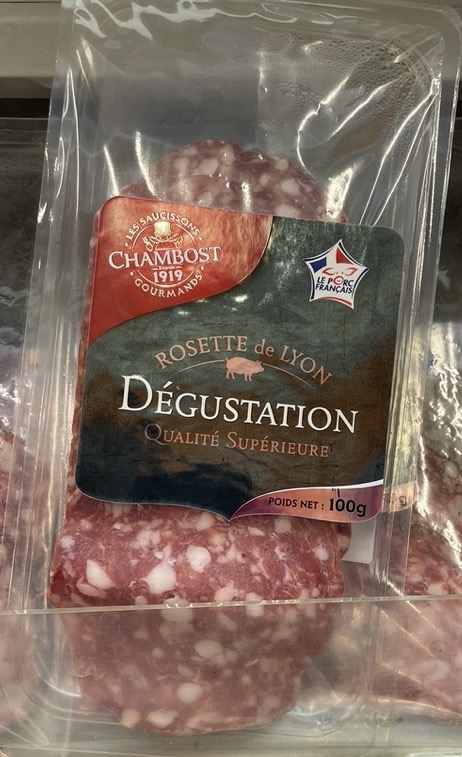 LES SAUCISSONS
CHAMBOST
Depuis
1919
GOURMANDS
LE PORC
FRANÇAIS
ROSETTE de LYON
DÉGUSTATION
QUALITÉ SUPÉRIEURE
POIDS NET : 100g